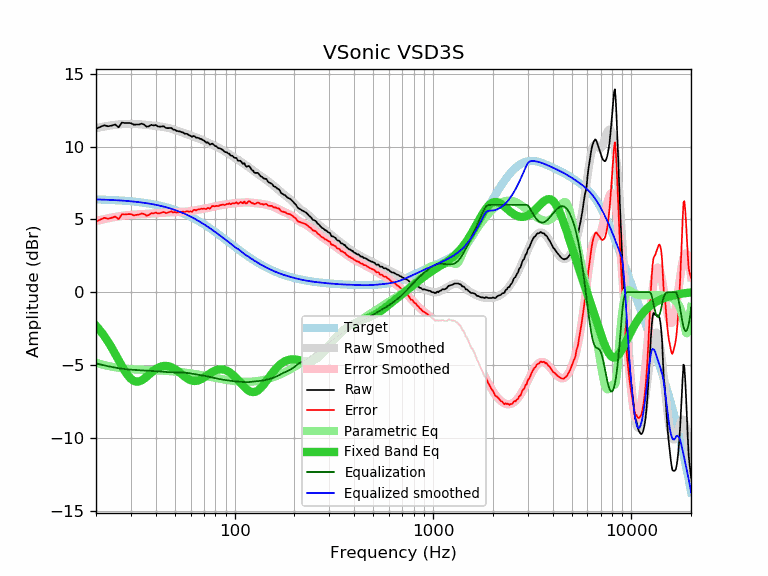 VSonic VSD3S
15
10
5
0
−5
−10
−15
Amplitude (dBr)
Target
Raw Smoothed
Error Smoothed
Raw
Error
Parametric Eq
Fixed Band Eq
Equalization
Equalized smoothed
100
1000
10000
Frequency (Hz)